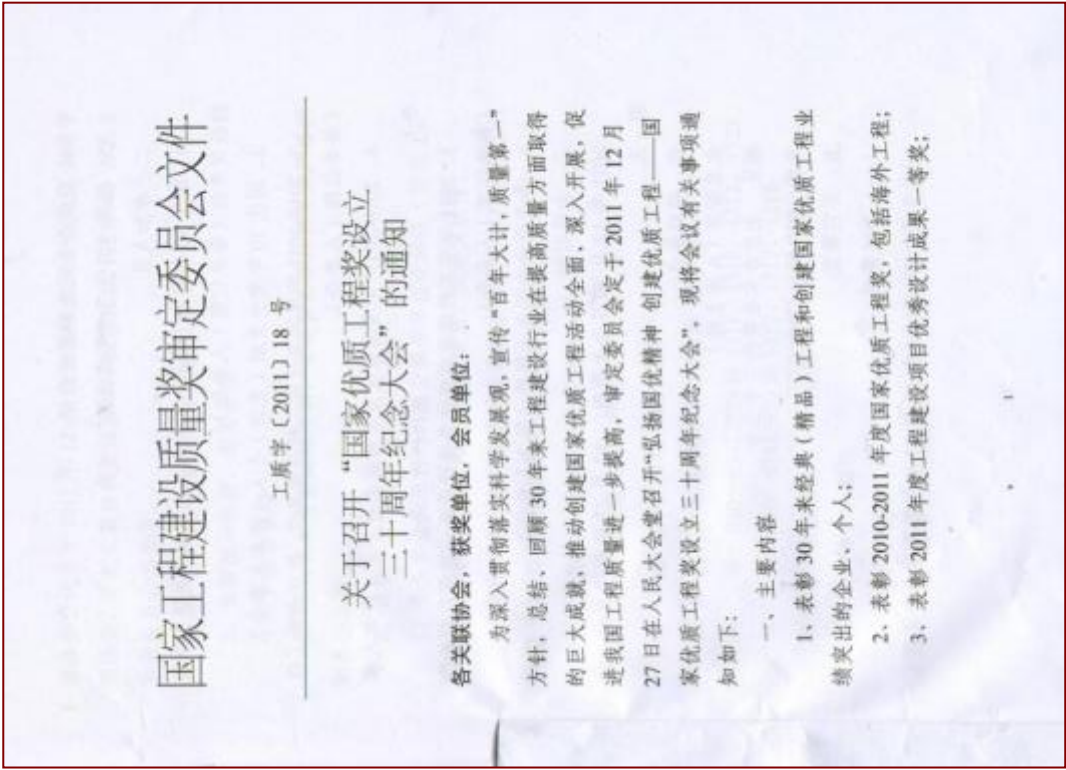 国家工程建设质量奖审定委员会文件
工质字〔2011〕18 号
关于召开“国家优质工程奖设立
三十周年纪念大会”的通知
各关联协会，获奖单位，会员单位：
为深入贯彻落实科学发展观，宣传“百年大计，质量第一”
方针，总结、回顾 30 年来工程建设行业在提高质量方面取得
的巨大成就，推动创建国家优质工程活动全面、深入开展，促
进我国工程质量进一步提高，审定委员会定于 2011 年 12 月
27 日在人民大会堂召开“弘扬国优精神 创建优质工程——国
家优质工程奖设立三十周年纪念大会”，现将会议有关事项通
知如下：
一、主要内容
1、表彰 30 年来经典（精品）工程和创建国家优质工程业
绩突出的企业、个人；
2、表彰 2010-2011 年度国家优质工程奖，包括海外工程；
3、表彰 2011 年度工程建设项目优秀设计成果一等奖；